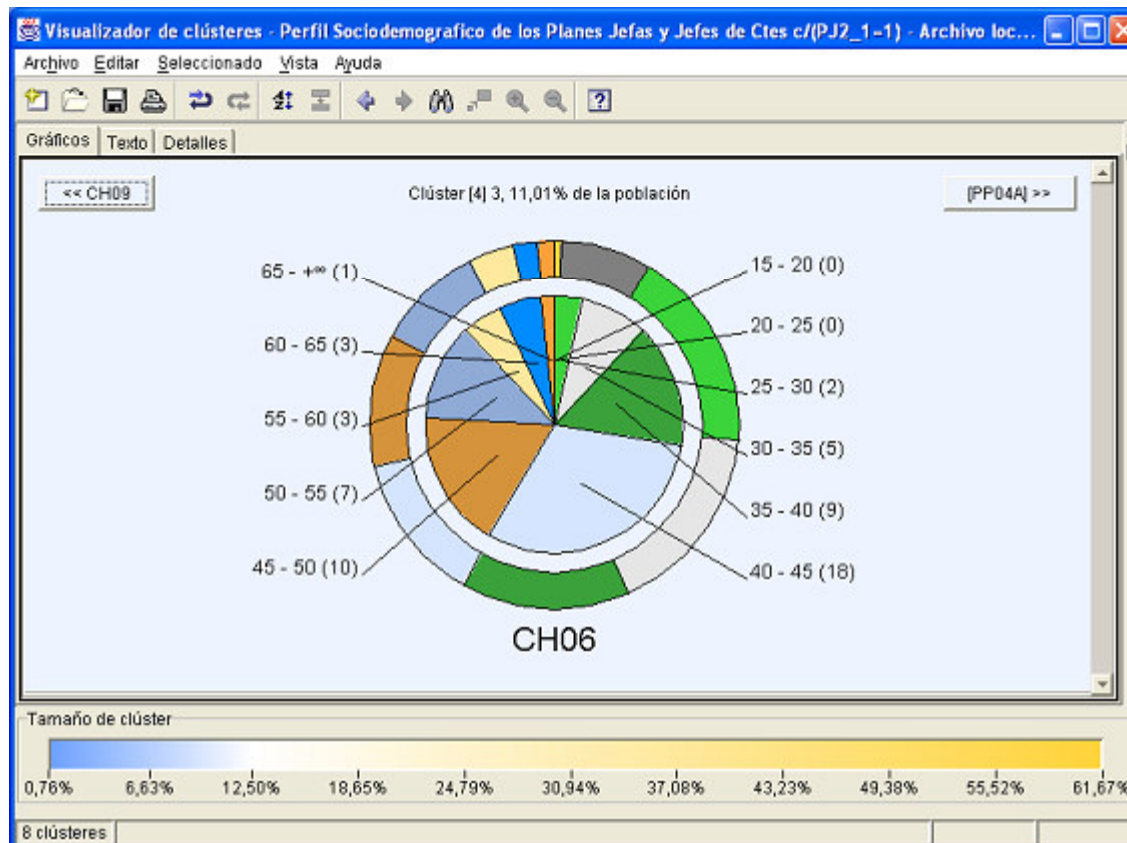 Visualizador de clústeres - Perfil Sociodemografico de los Planes Jefas y Jefes de Ctes c/(PJ2_1=1) - Archivo loc...
Archivo Editar Seleccionado Vista Ayuda
Gráficos Texto Detalles
<< CH09
Clúster [4] 3, 11,01% de la población
[PP04A] >>
65 - +∞ (1)
60 - 65 (3)
55 - 60 (3)
50 - 55 (7)
45 - 50 (10)
15 - 20 (0)
20 - 25 (0)
25 - 30 (2)
30 - 35 (5)
35 - 40 (9)
40 - 45 (18)
CH06
Tamaño de clúster
0,76% 6,63% 12,50% 18,65% 24,79% 30,94% 37,08% 43,23% 49,38% 55,52% 61,67%
8 clústeres